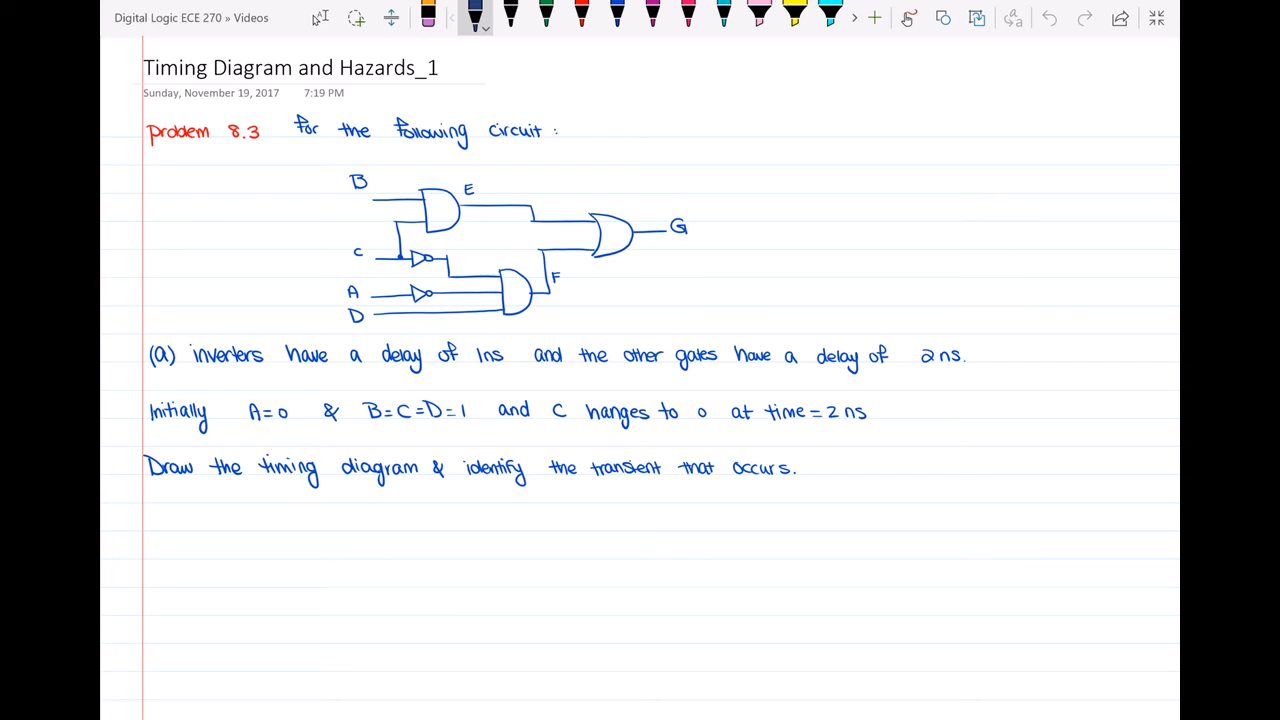 Digital Logic ECE 270 » Videos
Timing Diagram and Hazards_1
Sunday, November 19, 2017 7:19 PM
Problem 8.3 for the following circuit :
B
E
G
C
F
A
D
(a) inverters have a delay of 1ns and the other gates have a delay of 2ns.
Initially A=0 & B=C=D=1 and C hanges to 0 at time=2ns
Draw the timing diagram & identify the transient that occurs.